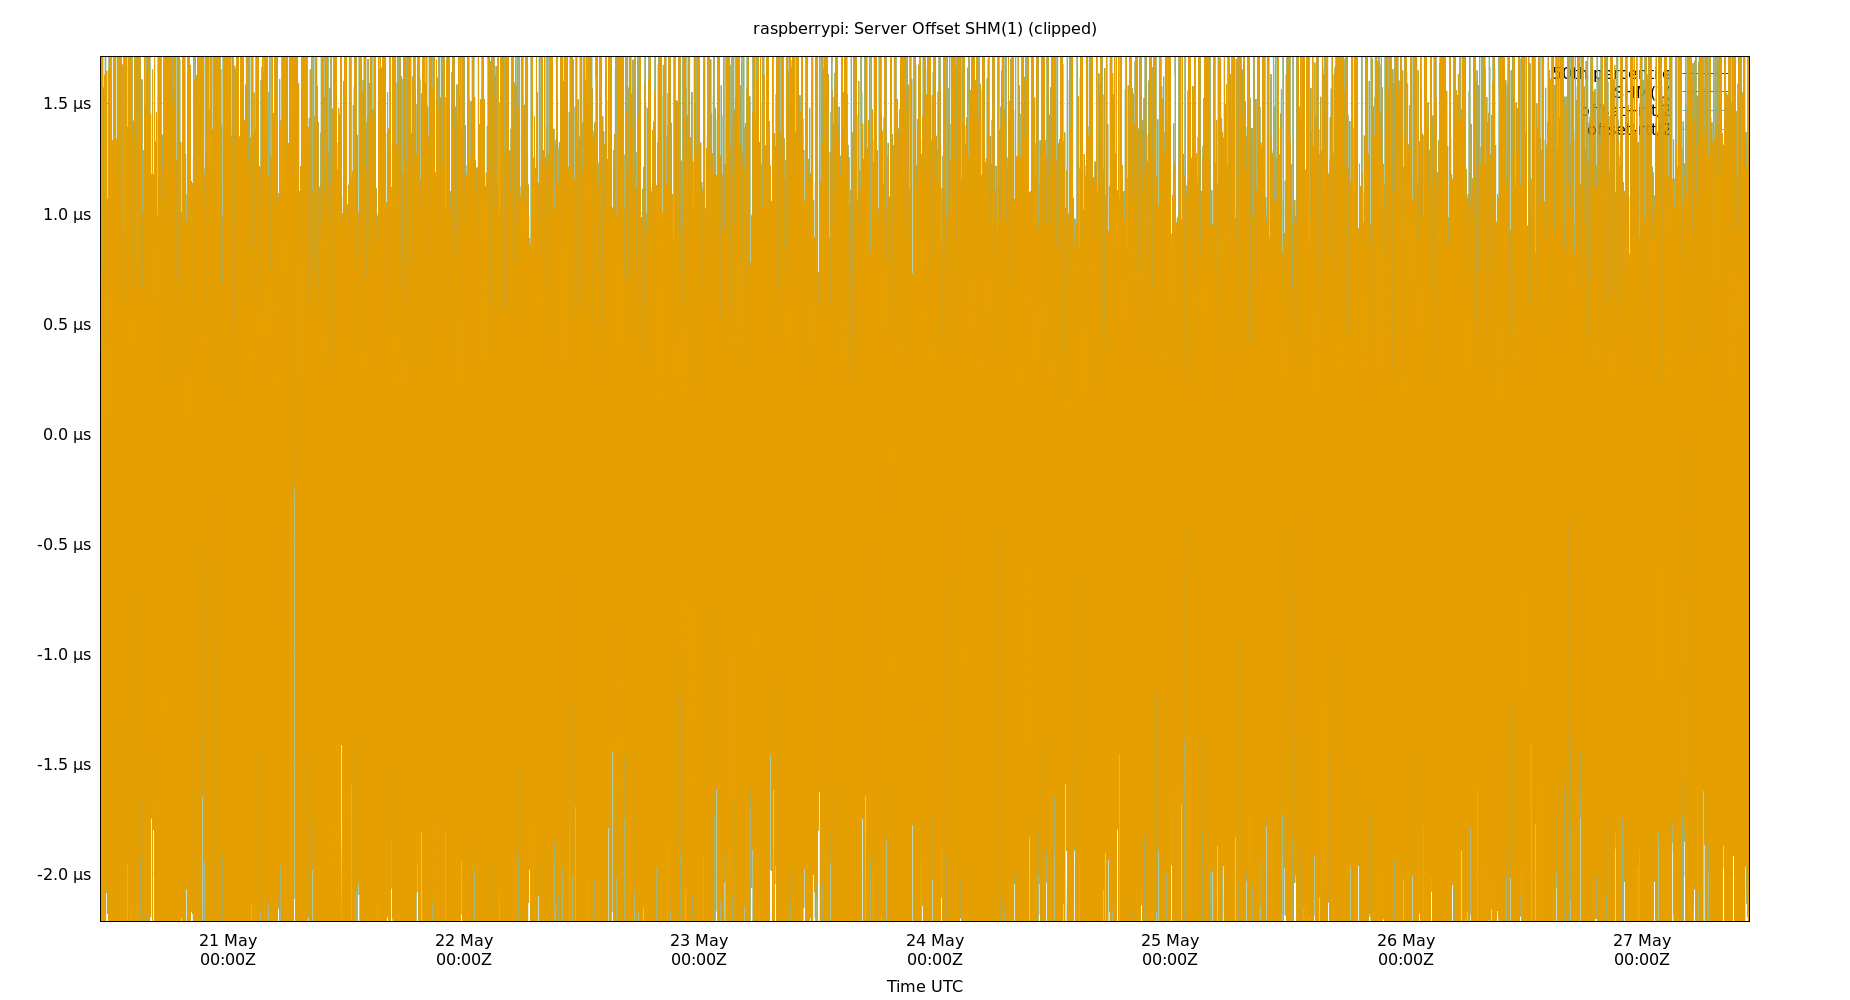 raspberrypi: Server Offset SHM(1) (clipped)
50th percentile
1.5 µs
1.0 µs
0.5 µs
0.0 µs
-0.5 µs
-1.0 µs
-1.5 µs
-2.0 µs
21 May 22 May 23 May 24 May 25 May 26 May 27 May
00:00Z 00:00Z 00:00Z 00:00Z 00:00Z 00:00Z 00:00Z
Time UTC